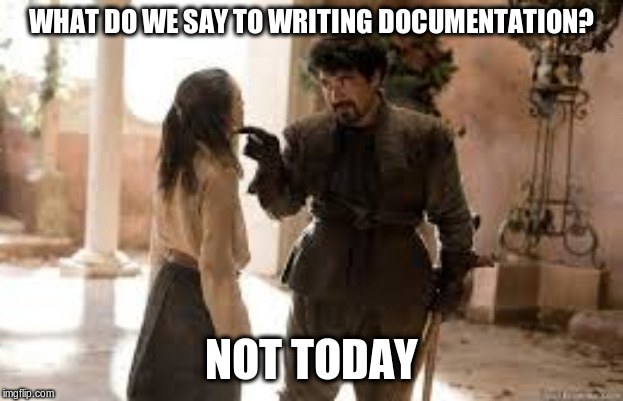 WHAT DO WE SAY TO WRITING DOCUMENTATION?
NOT TODAY
imgflip.com